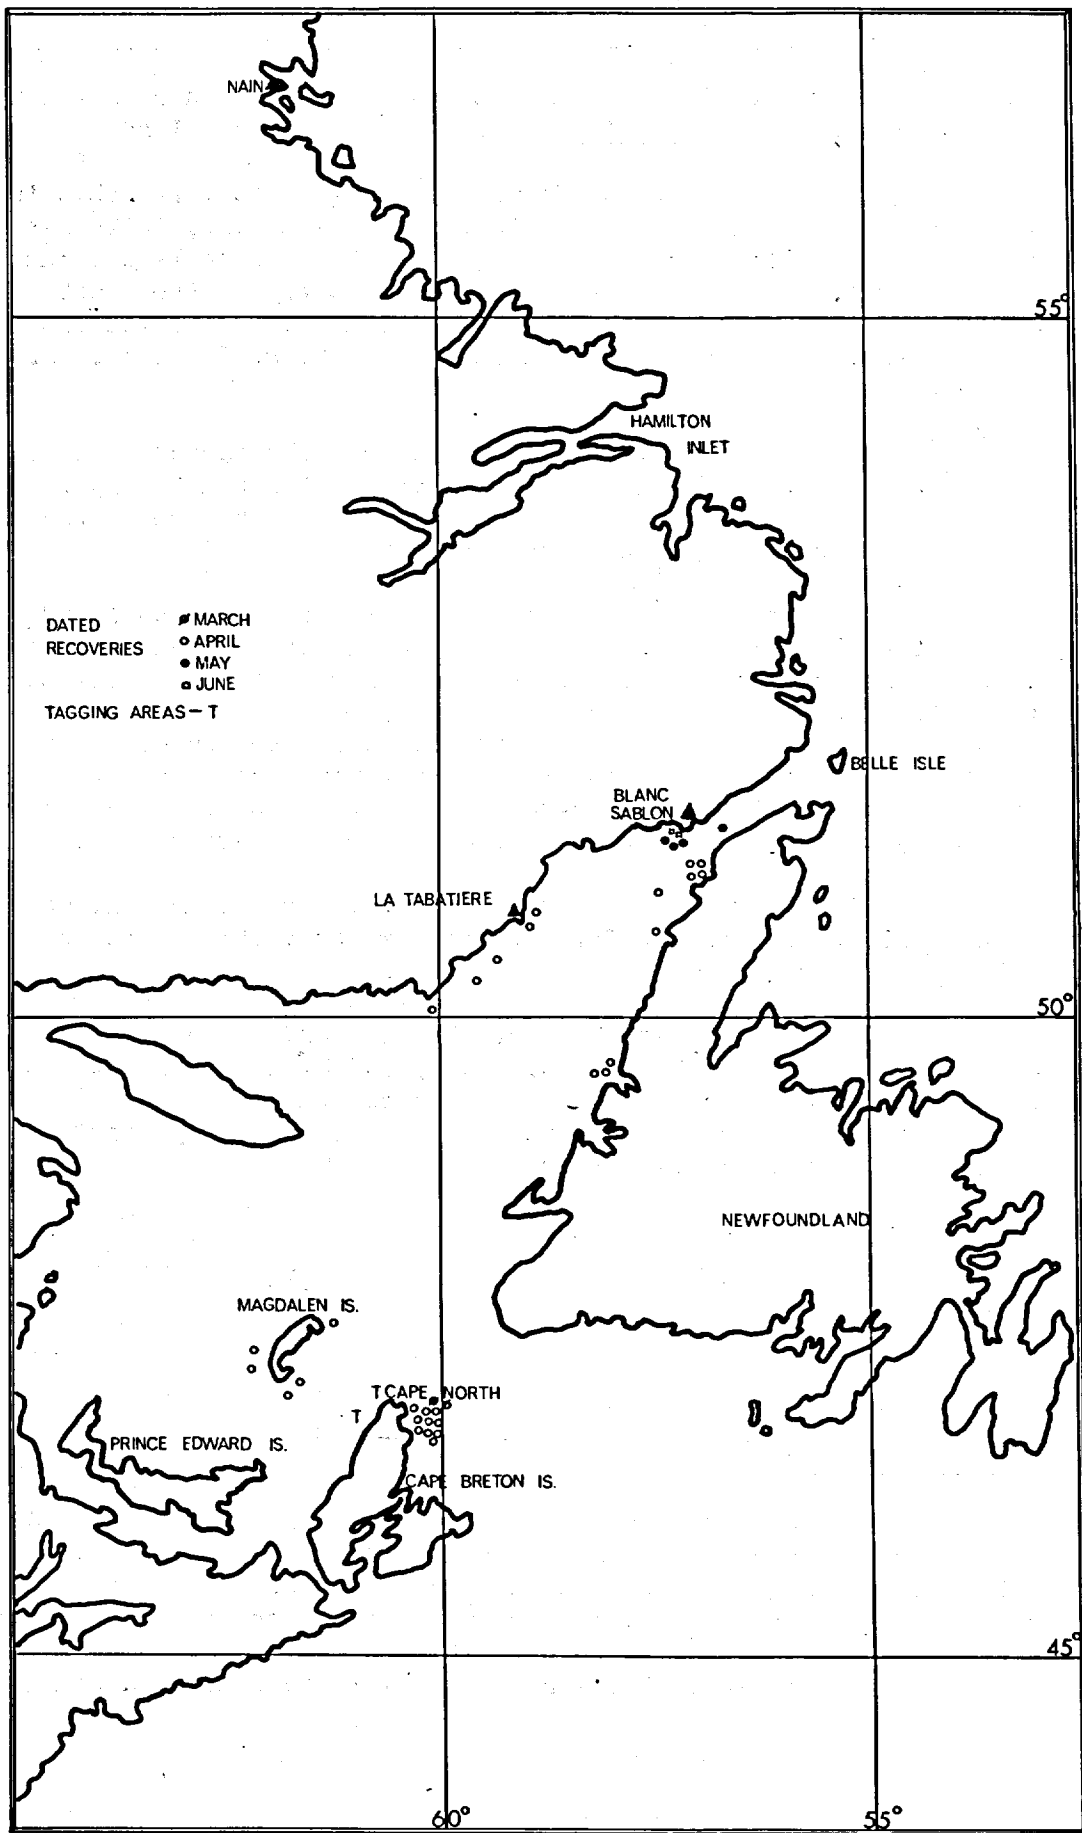 NAIN
55°
HAMILTON
INLET
DATED
RECOVERIES
MARCH
APRIL
MAY
JUNE
TAGGING AREAS - T
BELLE ISLE
BLANC
SABLON
LA TABATIERE
50°
NEWFOUNDLAND
MAGDALEN IS.
T CAPE NORTH
T
PRINCE EDWARD IS.
CAPE BRETON IS.
45°
60°
55°